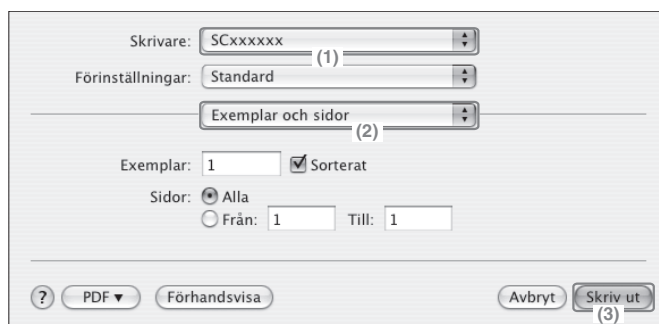 Skrivare: SCxxxxxx
(1)
Förinställningar: Standard
Exemplar och sidor
(2)
Exemplar: 1 Sorterat
Sidor: Alla
Från: 1 Till: 1
? PDF Förhandsvisa Avbryt Skriv ut
(3)